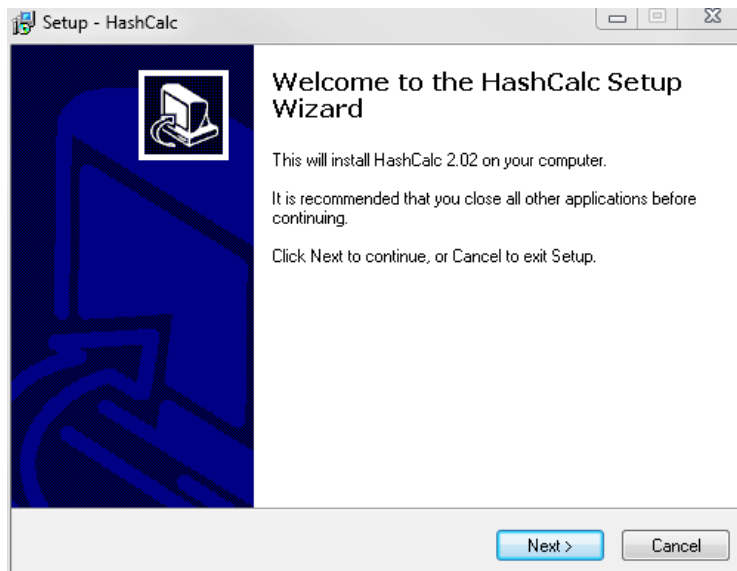 Setup - HashCalc
Welcome to the HashCalc Setup
Wizard
This will install HashCalc 2.02 on your computer.
It is recommended that you close all other applications before
continuing.
Click Next to continue, or Cancel to exit Setup.
Next >
Cancel